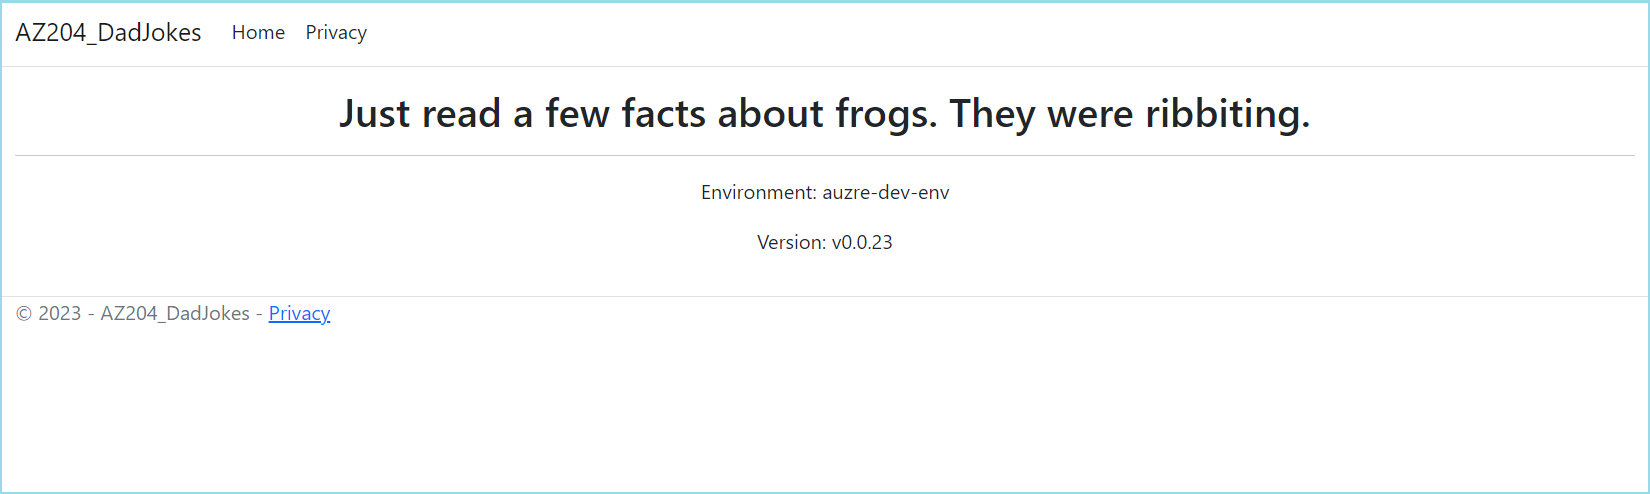 AZ204_DadJokes Home Privacy
Just read a few facts about frogs. They were ribbiting.
Environment: auzre-dev-env
Version: v0.0.23
© 2023 - AZ204_DadJokes - Privacy